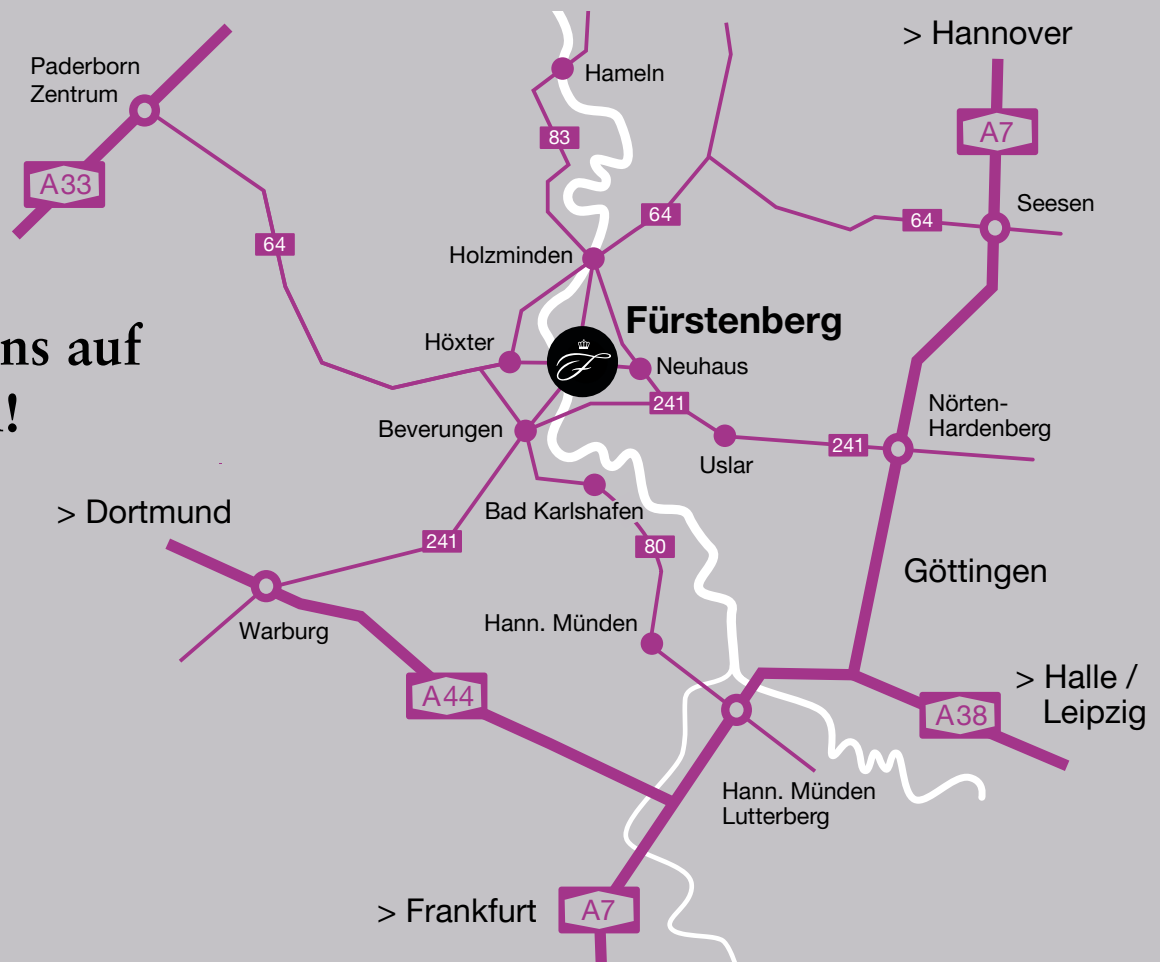 > Hannover
Paderborn
Zentrum
Hameln
A7
83
A33
Seesen
64
64
64
Holzminden
Fürstenberg
ns auf
Höxter
F
Neuhaus
!
241
Nörten-
Hardenberg
Beverungen
241
Uslar
> Dortmund
Bad Karlshafen
241
80
Göttingen
Warburg
Hann. Münden
> Halle /
Leipzig
A44
A38
Hann. Münden
Lutterberg
> Frankfurt
A7